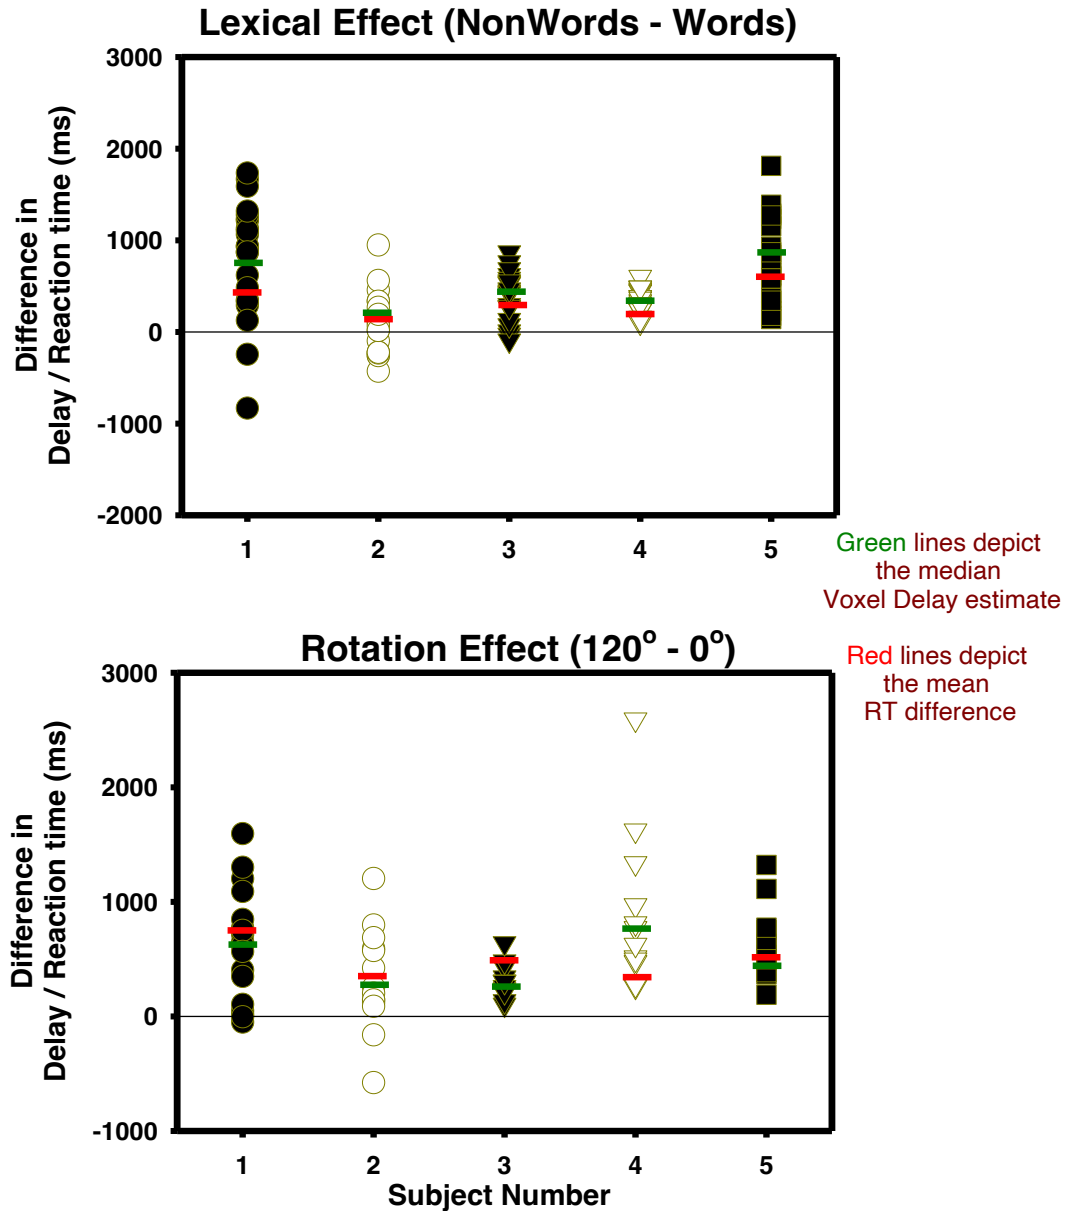 Lexical Effect (NonWords - Words)
Difference in
Delay / Reaction time (ms)
3000
2000
1000
0
-1000
-2000
1 2 3 4 5
Green lines depict
the median
Voxel Delay estimate
Red lines depict
the mean
RT difference
Rotation Effect (120° - 0°)
Difference in
Delay / Reaction time (ms)
3000
2000
1000
0
-1000
1 2 3 4 5
Subject Number